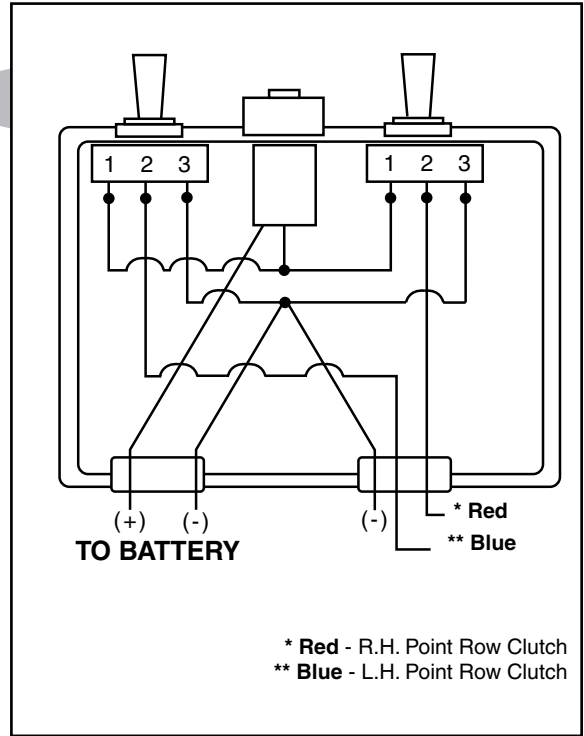 1 2 3 1 2 3
(+) (-) (-) * Red
TO BATTERY ** Blue
* Red - R.H. Point Row Clutch
** Blue - L.H. Point Row Clutch